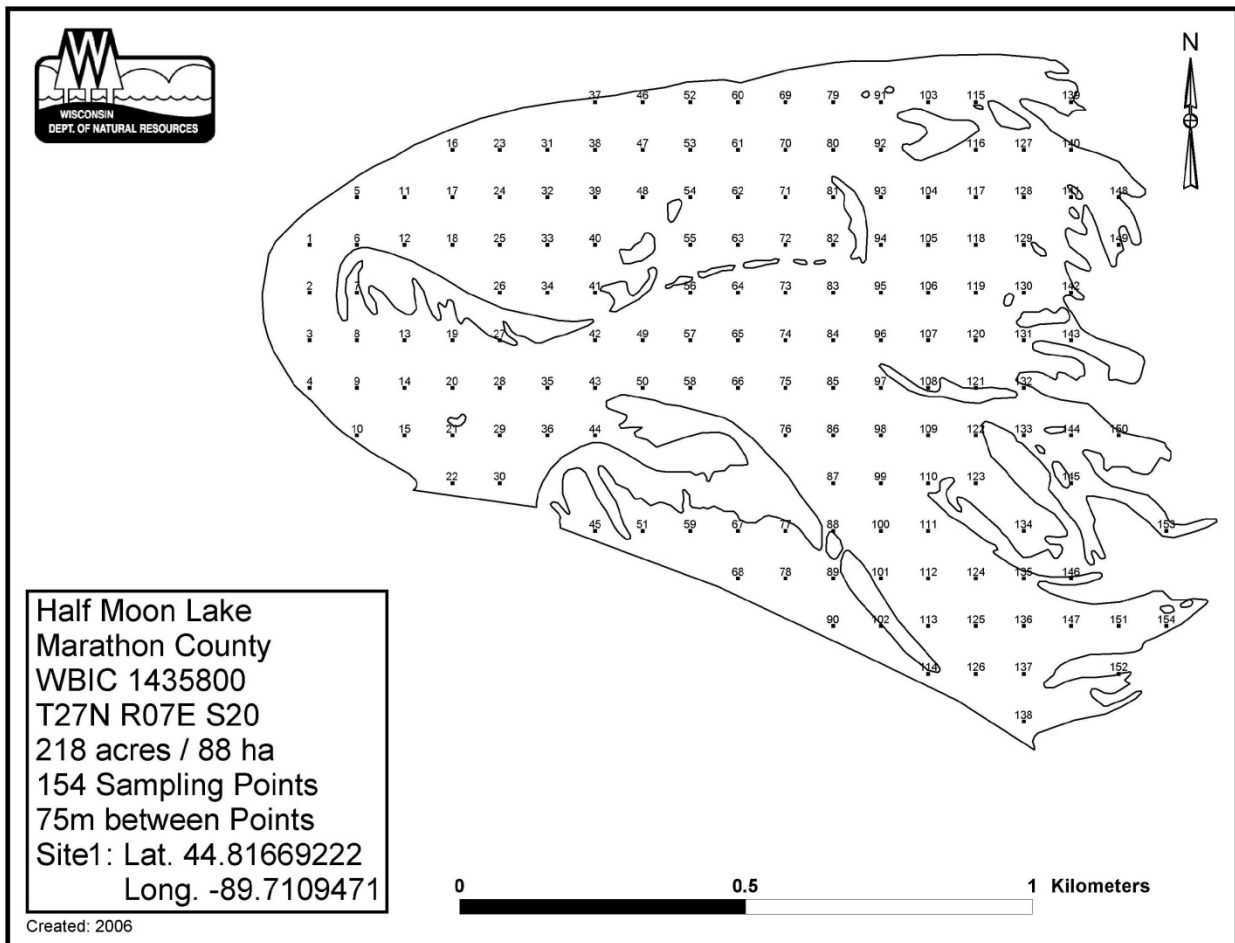 W
WISCONSIN
DEPT. OF NATURAL RESOURCES
N
37 46 52 60 69 79 91 103 115 139
16 23 31 38 47 53 61 70 80 92 116 127 140
5 11 17 24 32 39 48 54 62 71 81 93 104 117 128 141 148
1 6 12 18 25 33 40 55 63 72 82 94 105 118 129 149
2 7 26 34 41 56 64 73 83 95 106 119 130 142
3 8 13 19 27 42 49 57 65 74 84 96 107 120 131 143
4 9 14 20 28 35 43 50 58 66 75 85 97 108 121 132
10 15 21 29 36 44 76 86 98 109 122 133 144 150
22 30 87 99 110 123 145
45 51 59 67 77 88 100 111 134 153
68 78 89 101 112 124 135 146
90 102 113 125 136 147 151 154
114 126 137 152
138
Half Moon Lake
Marathon County
WBIC 1435800
T27N R07E S20
218 acres / 88 ha
154 Sampling Points
75m between Points
Site1: Lat. 44.81669222
Long. -89.7109471
0 0.5 1 Kilometers
Created: 2006